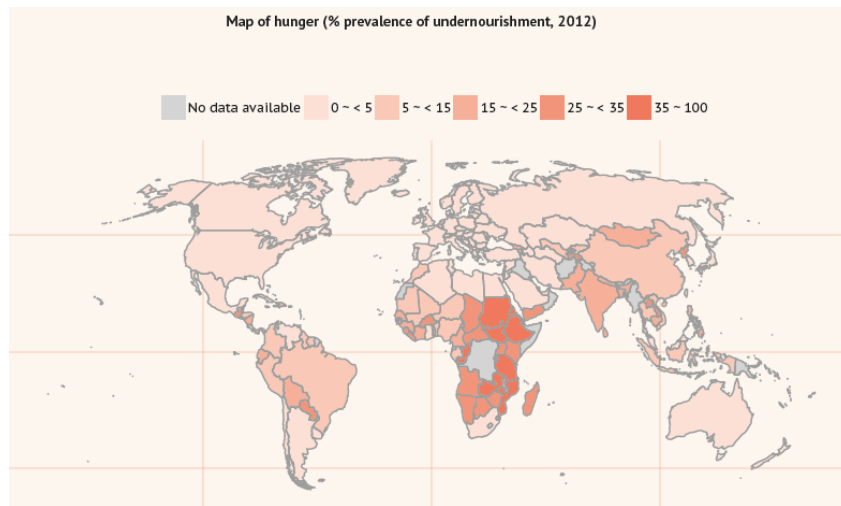 Map of hunger (% prevalence of undernourishment, 2012)
No data available 0 ~ < 5 5 ~ < 15 15 ~ < 25 25 ~ < 35 35 ~ 100